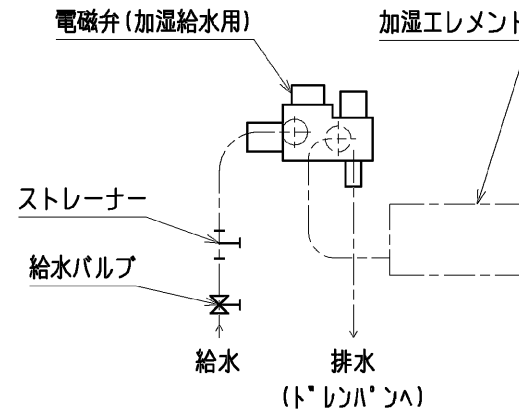 電磁弁(加湿給水用)
加湿エレメント
ストレーナー
給水バルブ
給水
排水
(ドレンパンへ)